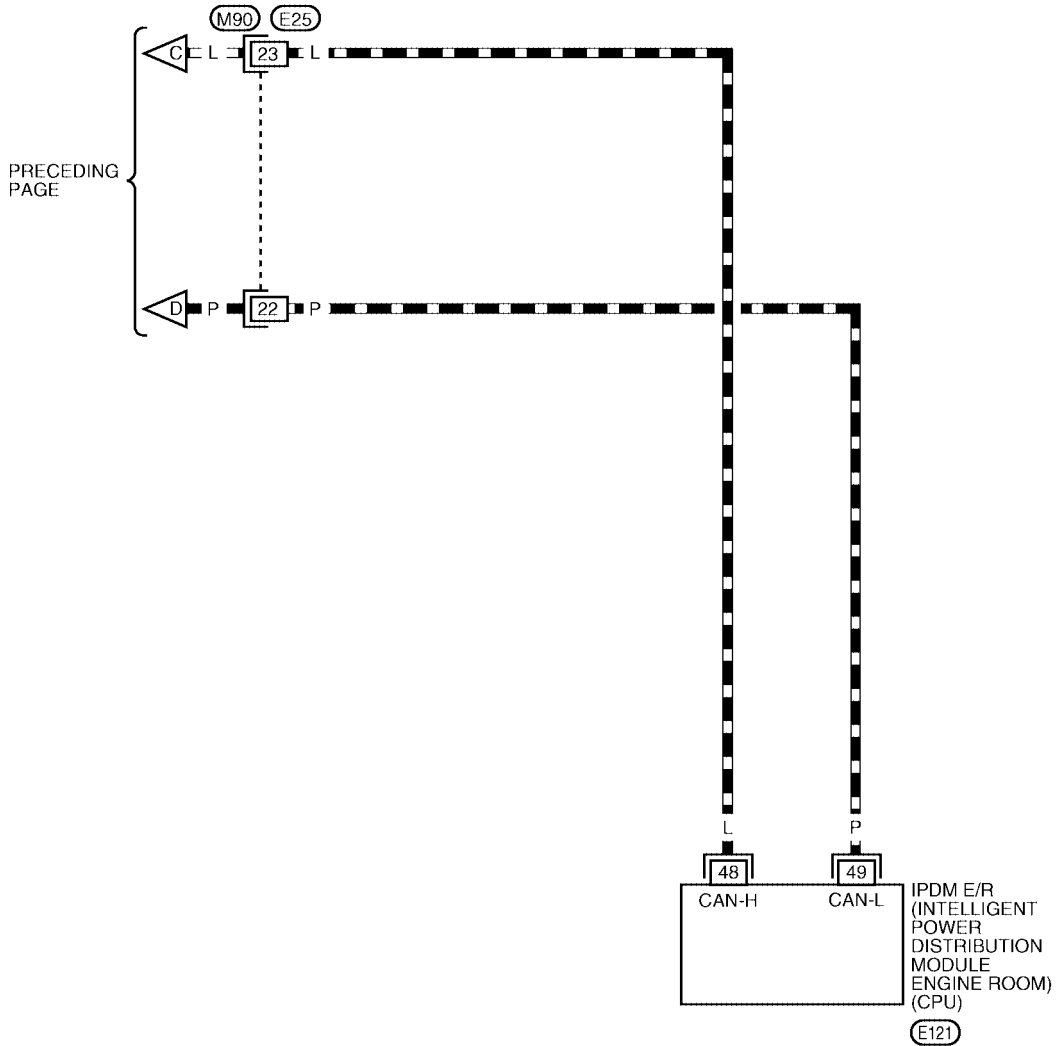 M90 E25
C L 23 L
PRECEDING
PAGE
D P 22 P
L P
48 49
CAN-H CAN-L
IPDM E/R
(INTELLIGENT
POWER
DISTRIBUTION
MODULE
ENGINE ROOM)
(CPU)
E121